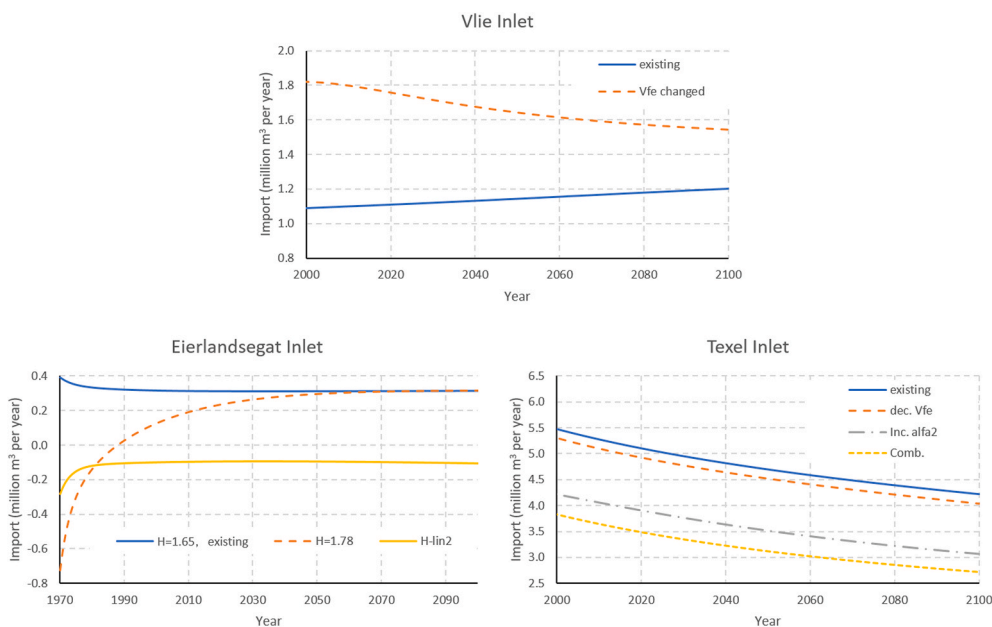 Vlie Inlet
Import (million m³ per year)
2.0
1.8
1.6
1.4
1.2
1.0
0.8
existing
Vfe changed
2000 2020 2040 2060 2080 2100
Year
Eierlandsegat Inlet
Import (million m³ per year)
0.4
0.2
0.0
-0.2
-0.4
-0.6
-0.8
H=1.65, existing H=1.78 H-lin2
1970 1990 2010 2030 2050 2070 2090
Year
Texel Inlet
Import (million m³ per year)
6.5
6.0
5.5
5.0
4.5
4.0
3.5
3.0
2.5
existing
dec. Vfe
Inc. alfa2
Comb.
2000 2020 2040 2060 2080 2100
Year